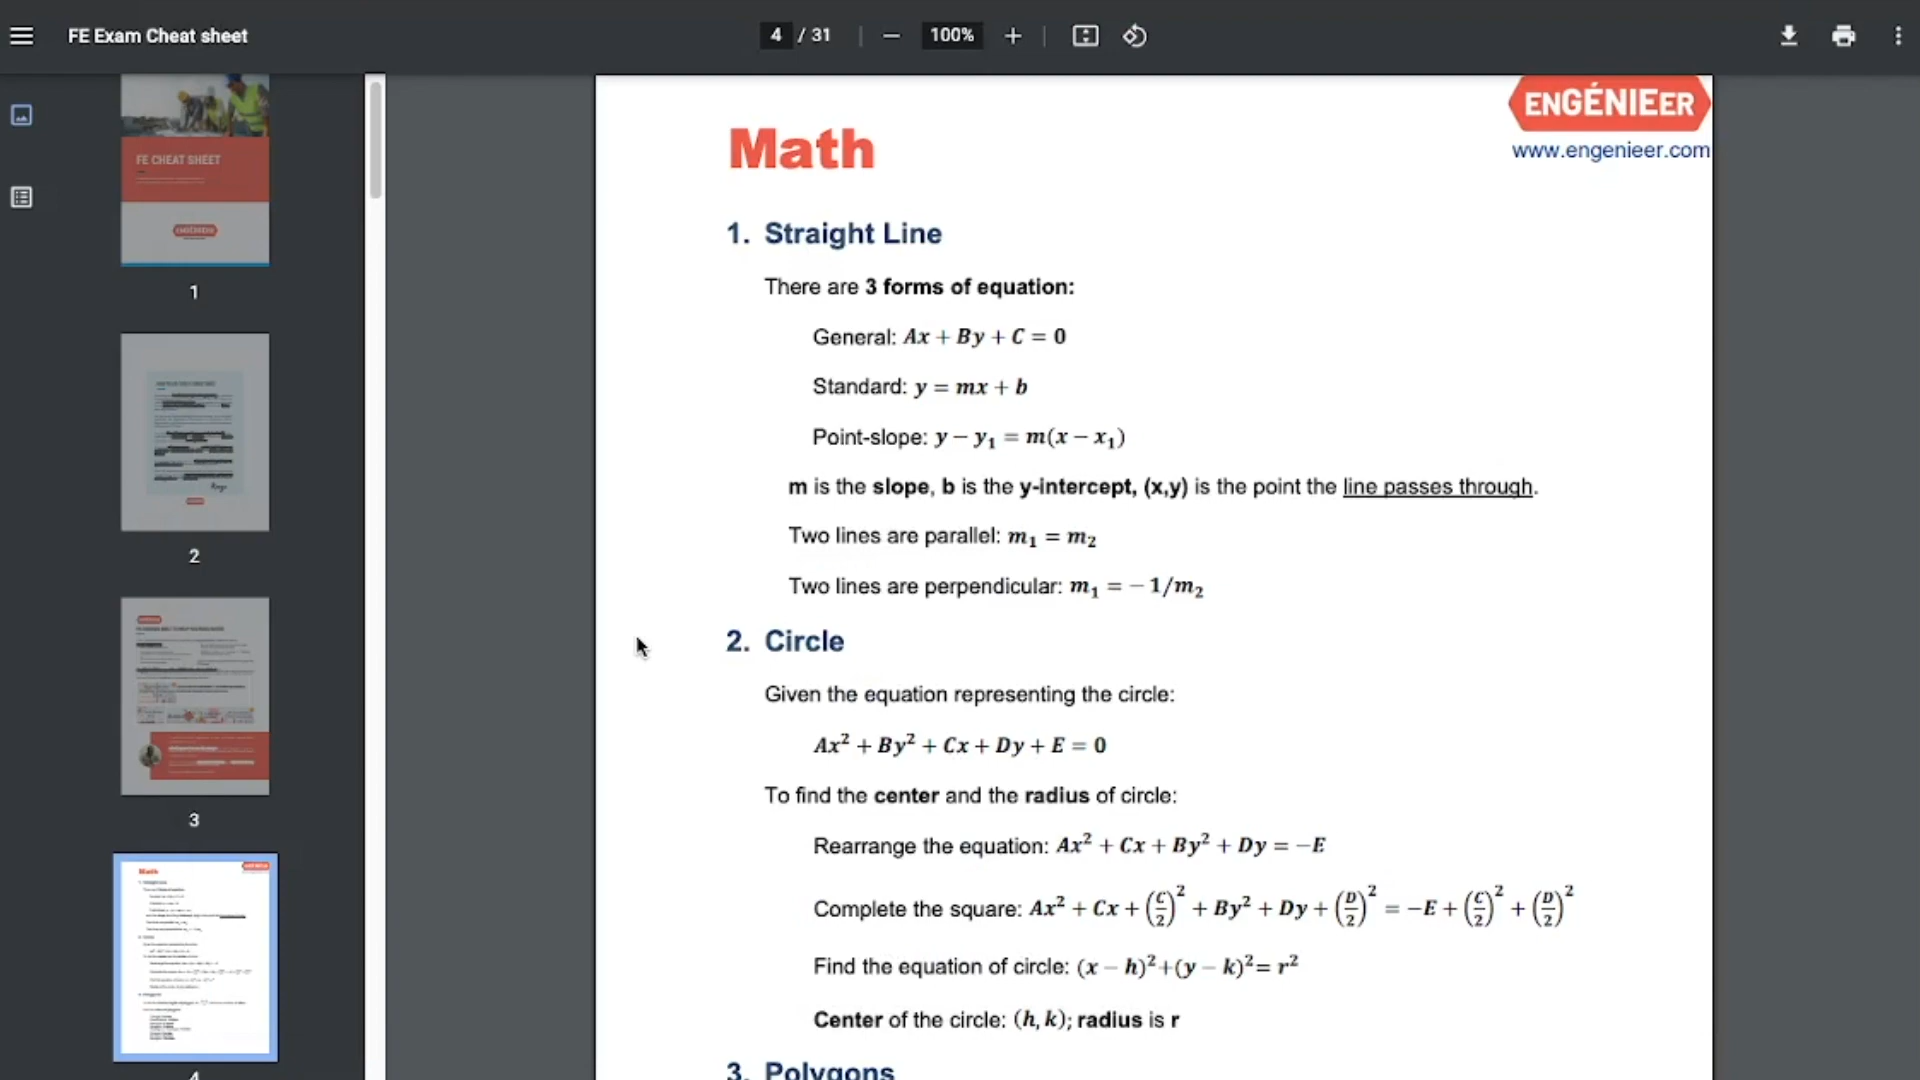 FE Exam Cheat sheet
4 / 31
100%
FE CHEAT SHEET
1
2
3
Math
4
ENGÉNIEER
www.engenieer.com
Math
1. Straight Line
There are 3 forms of equation:
General: Ax + By + C = 0
Standard: y = mx + b
Point-slope: y − y₁ = m(x − x₁)
m is the slope, b is the y-intercept, (x,y) is the point the line passes through.
Two lines are parallel: m₁ = m₂
Two lines are perpendicular: m₁ = − 1/m₂
2. Circle
Given the equation representing the circle:
Ax² + By² + Cx + Dy + E = 0
To find the center and the radius of circle:
Rearrange the equation: Ax² + Cx + By² + Dy = −E
Complete the square: Ax² + Cx + (C/2)² + By² + Dy + (D/2)² = −E + (C/2)² + (D/2)²
Find the equation of circle: (x − h)²+(y − k)²= r²
Center of the circle: (h, k); radius is r
3. Polygons